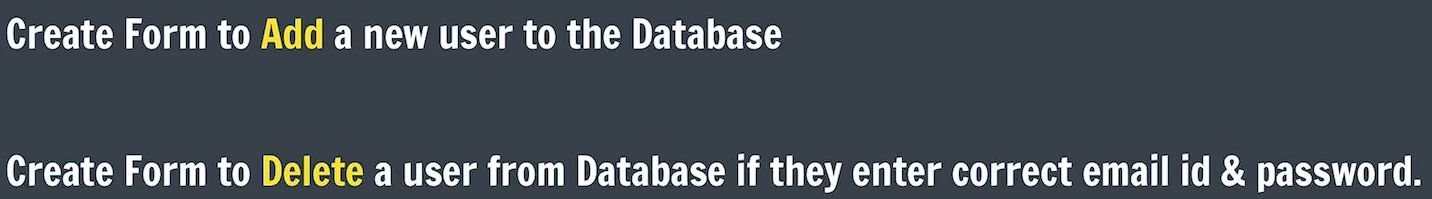 Create Form to Add a new user to the Database
Create Form to Delete a user from Database if they enter correct email id & password.